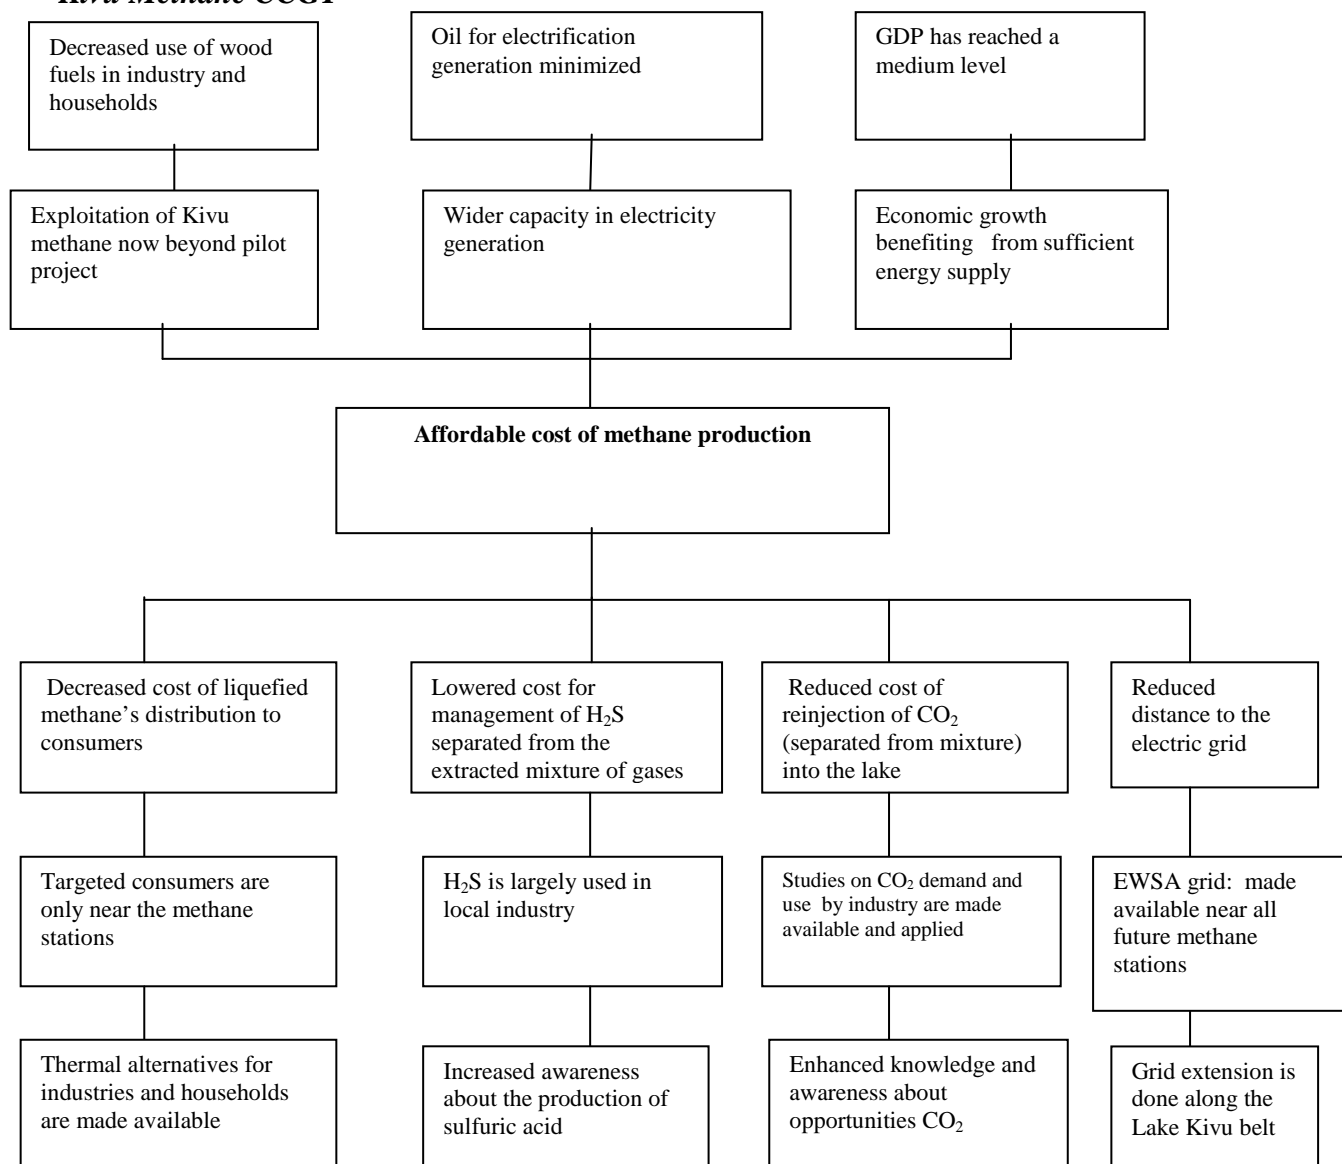 Kivu Methane CCGT
Decreased use of wood
fuels in industry and
households
Oil for electrification
generation minimized
GDP has reached a
medium level
Exploitation of Kivu
methane now beyond pilot
project
Wider capacity in electricity
generation
Economic growth
benefiting from sufficient
energy supply
Affordable cost of methane production
Decreased cost of liquefied
methane’s distribution to
consumers
Lowered cost for
management of H₂S
separated from the
extracted mixture of gases
Reduced cost of
reinjection of CO₂
(separated from mixture)
into the lake
Reduced
distance to the
electric grid
Targeted consumers are
only near the methane
stations
H₂S is largely used in
local industry
Studies on CO₂ demand and
use by industry are made
available and applied
EWSA grid: made
available near all
future methane
stations
Thermal alternatives for
industries and households
are made available
Increased awareness
about the production of
sulfuric acid
Enhanced knowledge and
awareness about
opportunities CO₂
Grid extension is
done along the
Lake Kivu belt